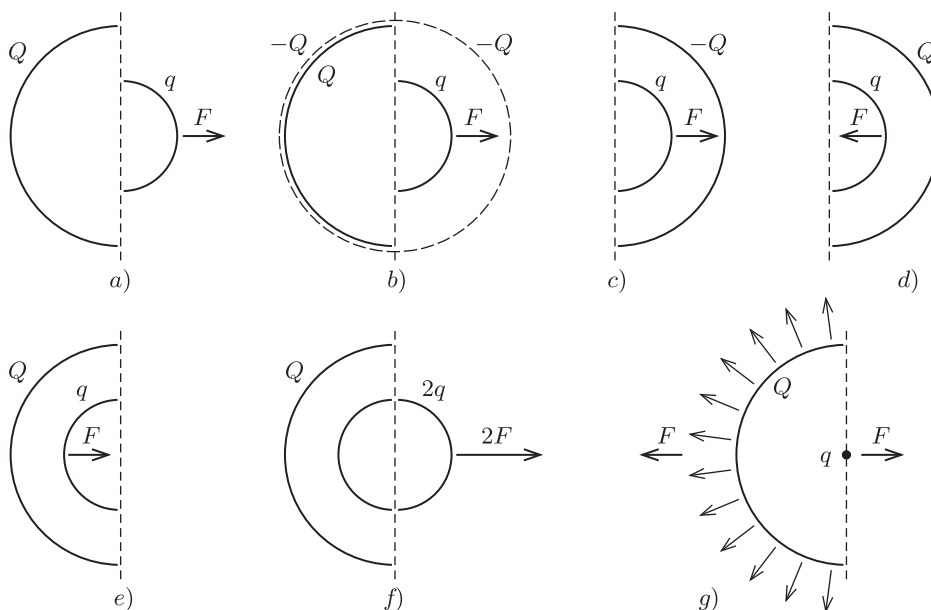 Q q F
−Q Q −Q q F
−Q q F
Q q F
a) b) c) d)
Q q F
Q 2q 2F
Q F q F
e) f) g)